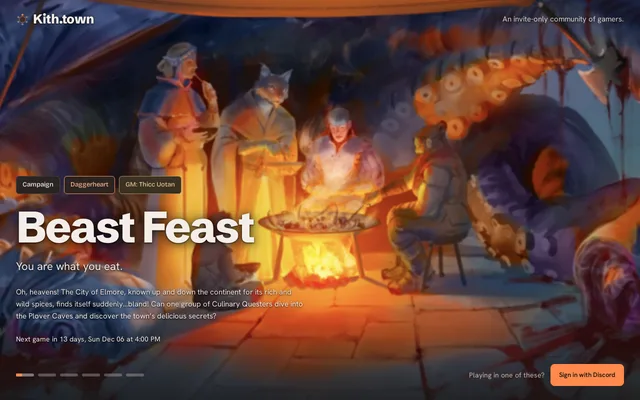 Kith.town
An invite-only community of gamers.
Campaign
Daggerheart
GM: Thicc Uotan
Beast Feast
You are what you eat.
Oh, heavens! The City of Elmore, known up and down the continent for its rich and
wild spices, finds itself suddenly...bland! Can one group of Culinary Questers dive into
the Plover Caves and discover the town's delicious secrets?
Next game in 13 days, Sun Dec 06 at 4:00 PM
Playing in one of these?
Sign in with Discord